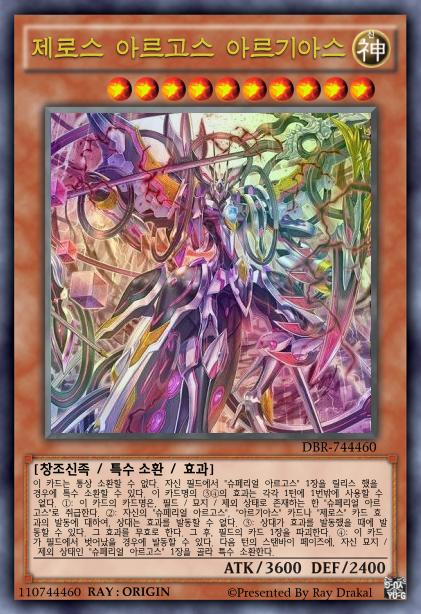 제로스 아르고스 아르기아스
신
神
DBR-744460
[창조신족 / 특수 소환 / 효과]
이 카드는 통상 소환할 수 없다. 자신 필드에서 "슈페리얼 아르고스" 1장을 릴리스 했을
경우에 특수 소환할 수 있다. 이 카드명의 ③④의 효과는 각각 1턴에 1번밖에 사용할 수
없다. ①: 이 카드의 카드명은, 필드 / 묘지 / 제외 상태로 존재하는 한 "슈페리얼 아르
고스"로 취급한다. ②: 자신의 "슈페리얼 아르고스" "아르기아스" 카드나 "제로스" 카드 효
과의 발동에 대하여, 상대는 효과를 발동할 수 없다. ③: 상대가 효과를 발동했을 때에 발
동할 수 있다. 그 효과를 무효로 한다. 그 후, 필드의 카드 1장을 파괴한다. ④: 이 카드
가 필드에서 벗어났을 경우에 발동할 수 있다. 다음 턴의 스탠바이 페이스에, 자신 묘지 /
제외 상태인 "슈페리얼 아르고스" 1장을 골라 특수 소환한다.
ATK/3600 DEF/2400
110744460 RAY : ORIGIN ©Presented By Ray Drakal